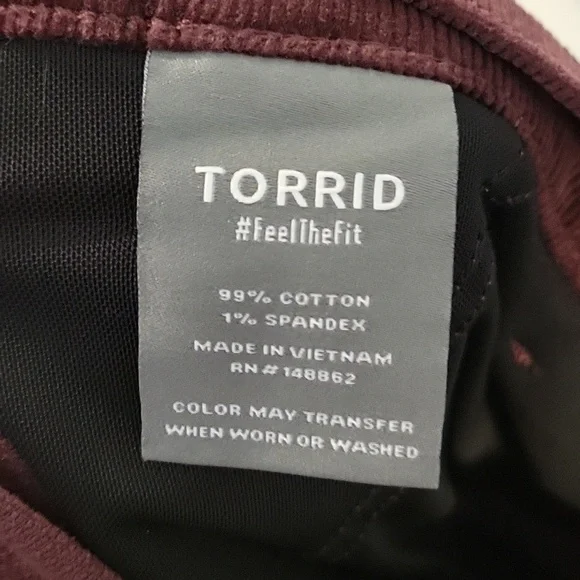 TORRID
#FeelTheFit
99% COTTON
1% SPANDEX
MADE IN VIETNAM
RN# 148862
COLOR MAY TRANSFER
WHEN WORN OR WASHED